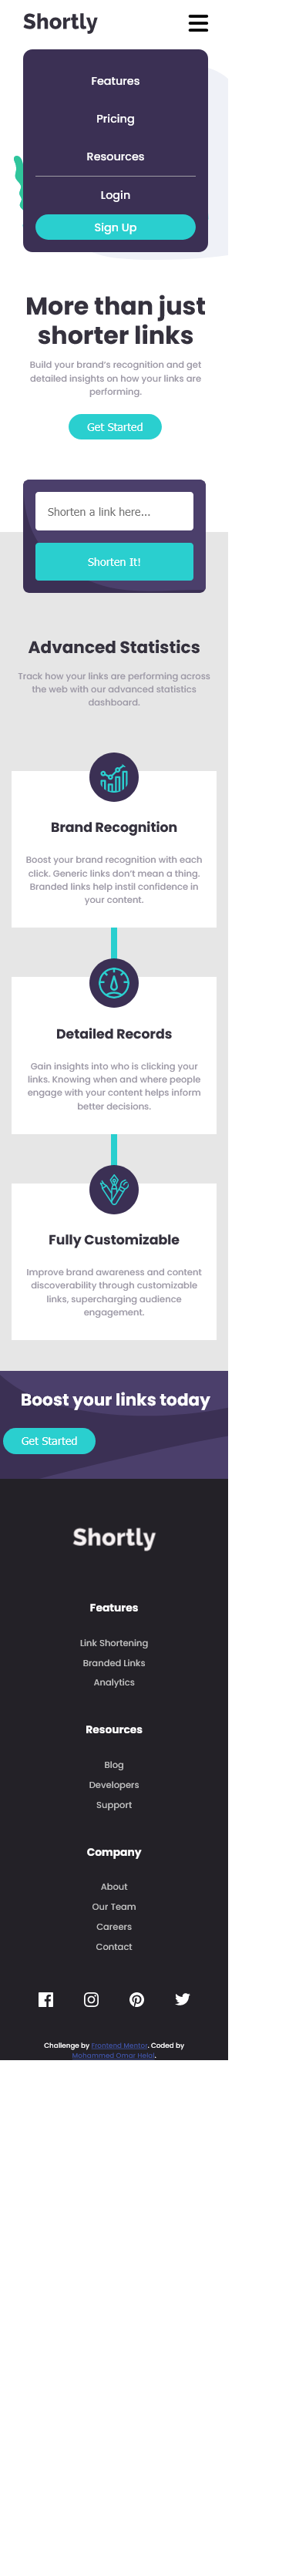 Shortly
Features
Pricing
Resources
Login
Sign Up
More than just
shorter links
Build your brand’s recognition and get
detailed insights on how your links are
performing.
Get Started
Shorten a link here...
Shorten It!
Advanced Statistics
Track how your links are performing across
the web with our advanced statistics
dashboard.
Brand Recognition
Boost your brand recognition with each
click. Generic links don’t mean a thing.
Branded links help instil confidence in
your content.
Detailed Records
Gain insights into who is clicking your
links. Knowing when and where people
engage with your content helps inform
better decisions.
Fully Customizable
Improve brand awareness and content
discoverability through customizable
links, supercharging audience
engagement.
Boost your links today
Get Started
Shortly
Features
Link Shortening
Branded Links
Analytics
Resources
Blog
Developers
Support
Company
About
Our Team
Careers
Contact
Challenge by Frontend Mentor. Coded by
Mohammed Omar Helal.